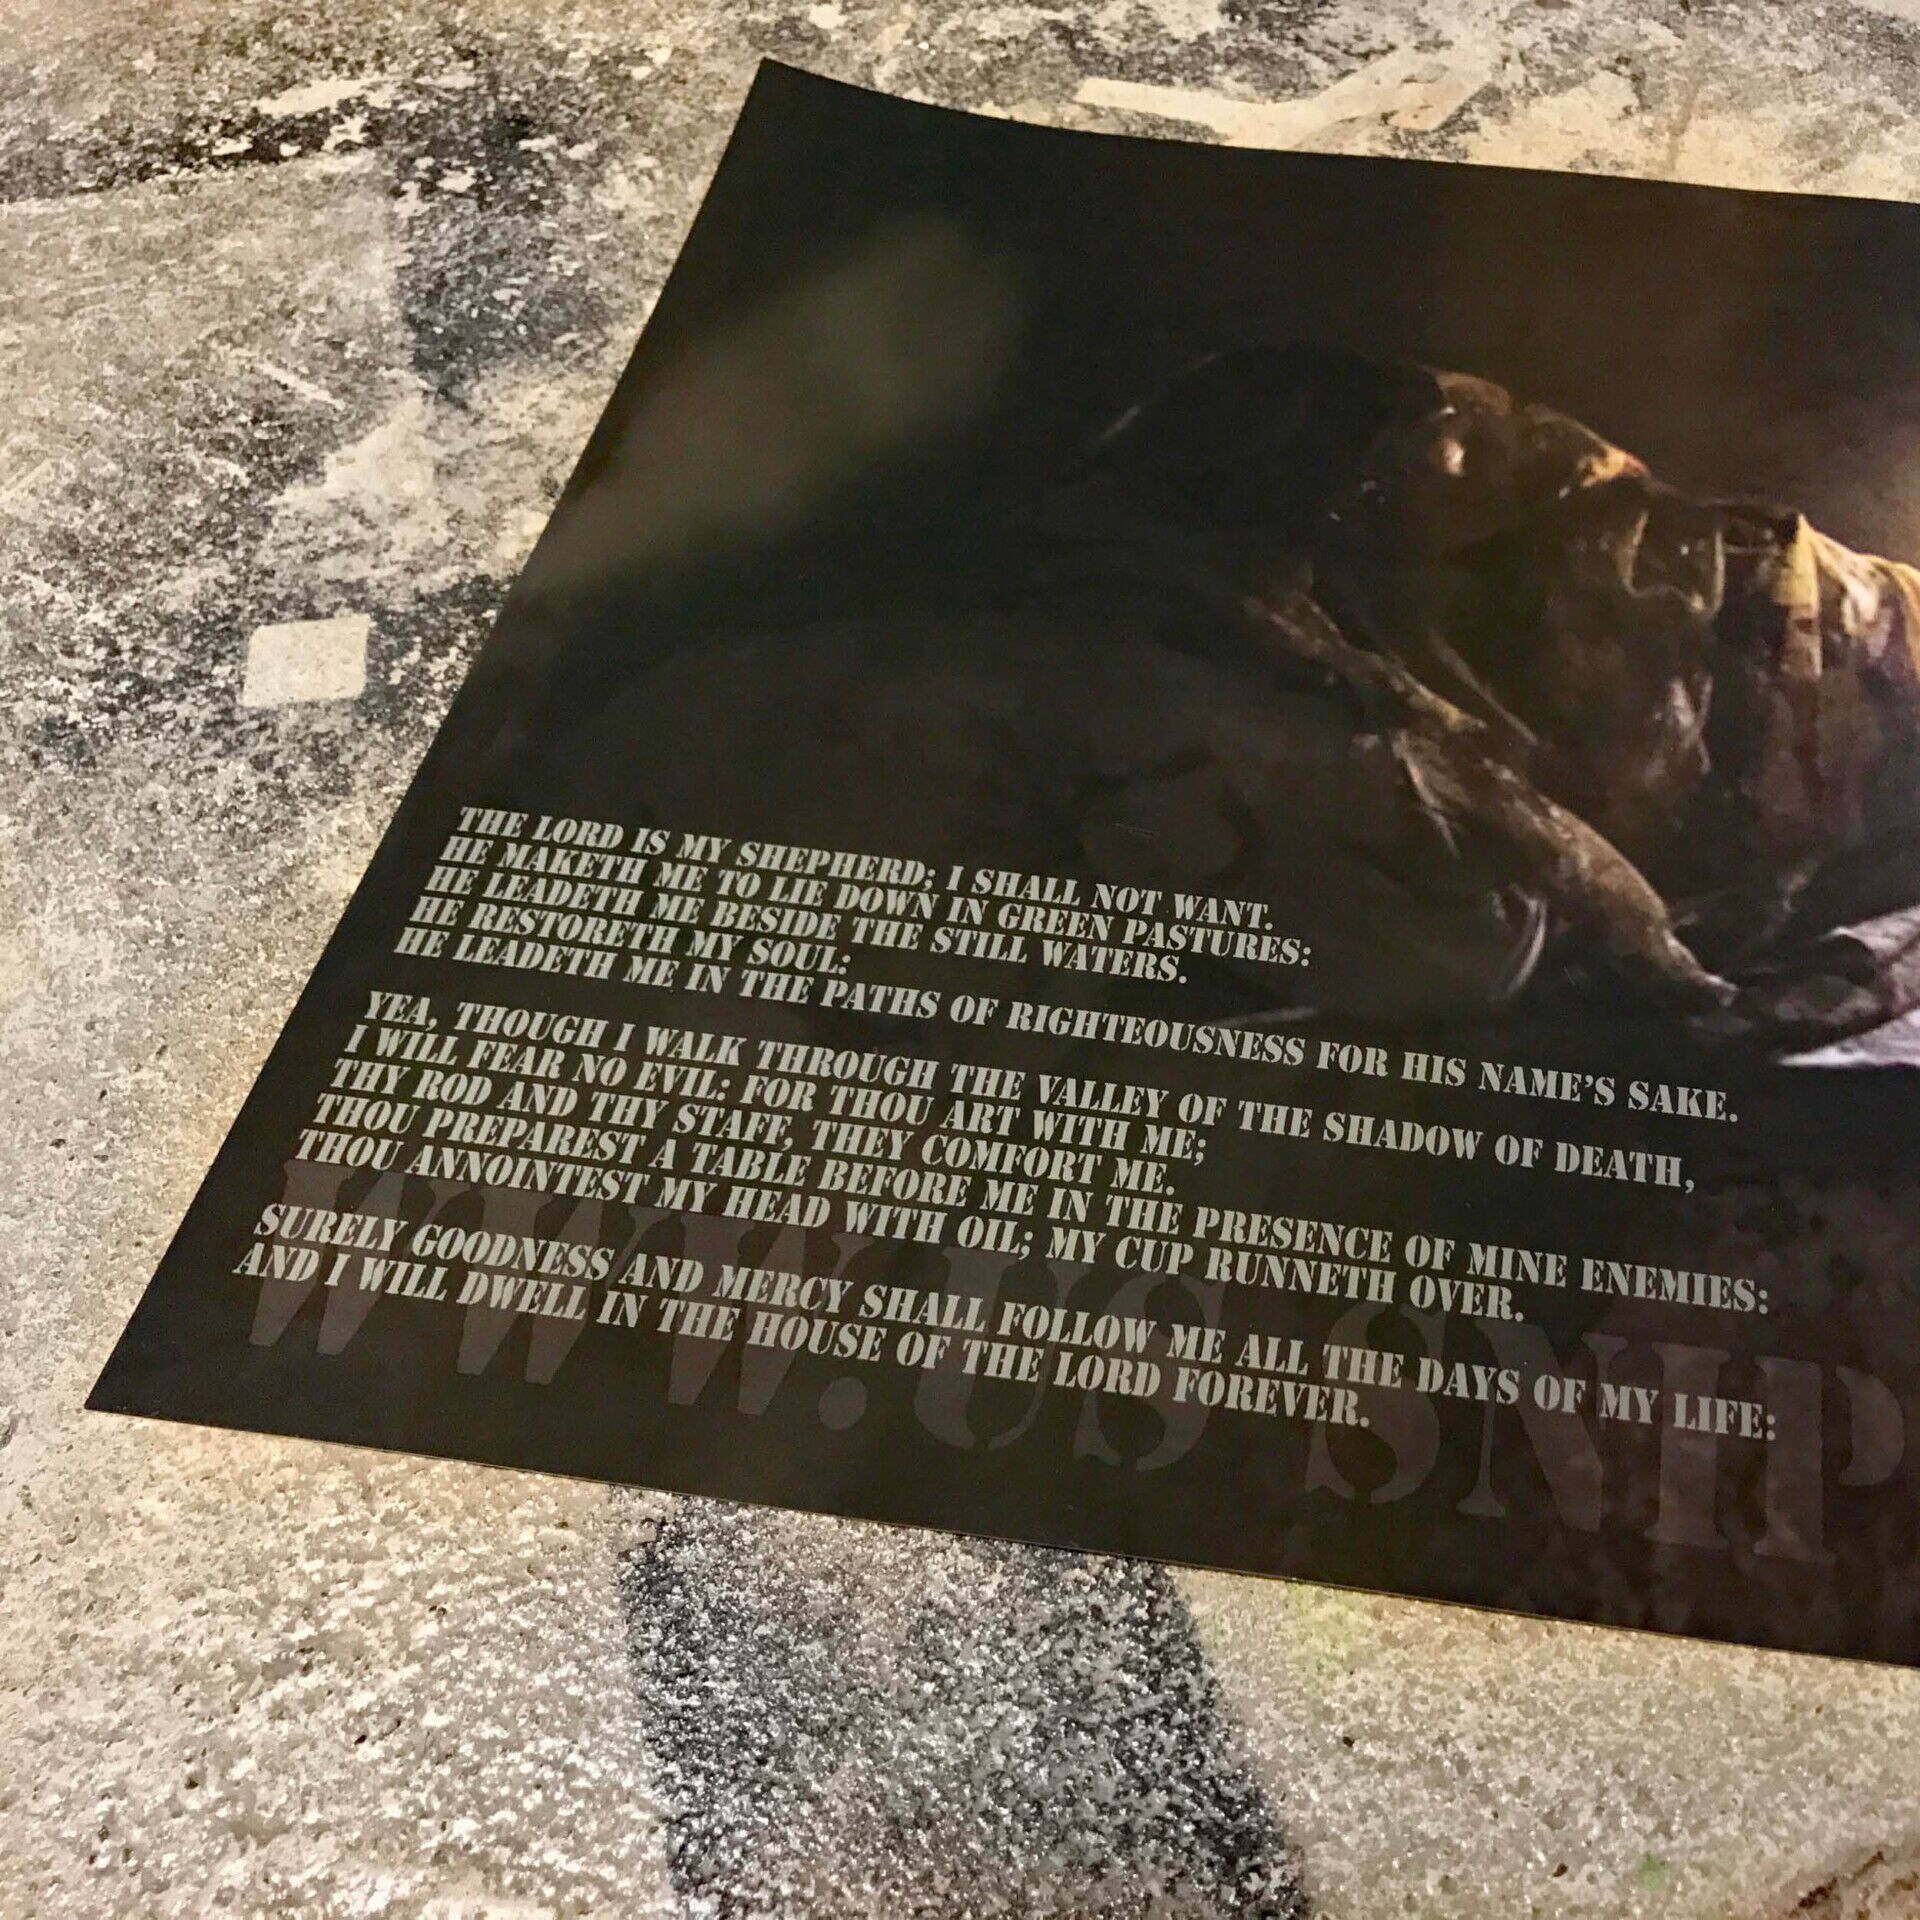 THE LORD IS MY SHEPHERD; I SHALL NOT WANT.
HE MAKETH ME TO LIE DOWN IN GREEN PASTURES:
HE LEADETH ME BESIDE THE STILL WATERS.
HE RESTORETH MY SOUL:
HE LEADETH ME IN THE PATHS OF RIGHTEOUSNESS FOR HIS NAME'S SAKE.
YEA, THOUGH I WALK THROUGH THE VALLEY OF THE SHADOW OF DEATH,
I WILL FEAR NO EVIL: FOR THOU ART WITH ME;
THY ROD AND THY STAFF, THEY COMFORT ME.
THOU PREPAREST A TABLE BEFORE ME IN THE PRESENCE OF MINE ENEMIES:
THOU ANNOINTEST MY HEAD WITH OIL; MY CUP RUNNETH OVER.
SURELY GOODNESS AND MERCY SHALL FOLLOW ME ALL THE DAYS OF MY LIFE:
AND I WILL DWELL IN THE HOUSE OF THE LORD FOREVER.
WWW.US SNIP